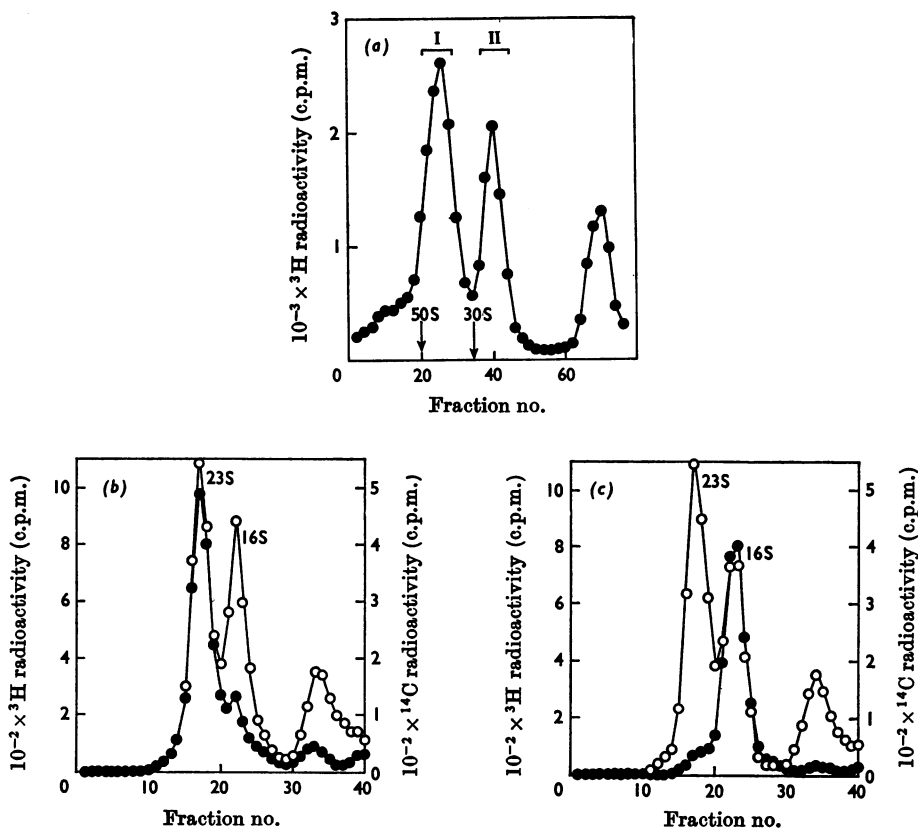 (a)
I
II
3
2
1
0
10⁻³ × ³H radioactivity (c.p.m.)
50S
30S
20
40
60
Fraction no.
(b)
23S
16S
10
8
6
4
2
0
10⁻² × ³H radioactivity (c.p.m.)
5
4
3
2
1
0
10⁻² × ¹⁴C radioactivity (c.p.m.)
10
20
30
40
Fraction no.
(c)
23S
16S
10
8
6
4
2
0
10⁻² × ³H radioactivity (c.p.m.)
5
4
3
2
1
0
10⁻² × ¹⁴C radioactivity (c.p.m.)
10
20
30
40
Fraction no.